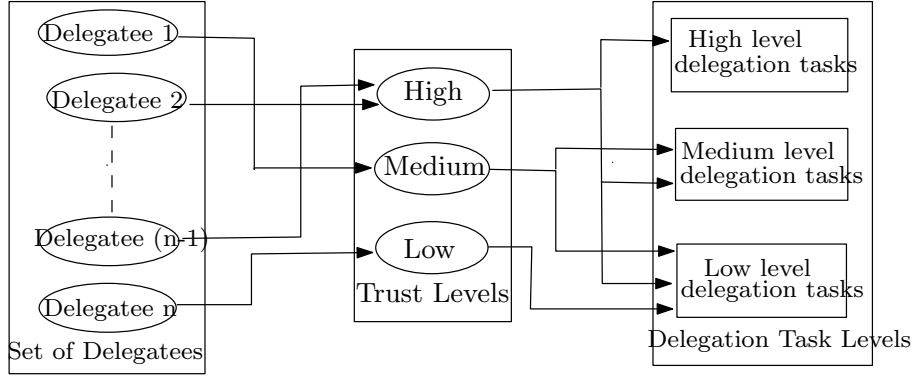 Delegatee 1
Delegatee 2
Delegatee (n-1)
Delegatee n
Set of Delegatees
High
Medium
Low
Trust Levels
High level
delegation tasks
Medium level
delegation tasks
Low level
delegation tasks
Delegation Task Levels